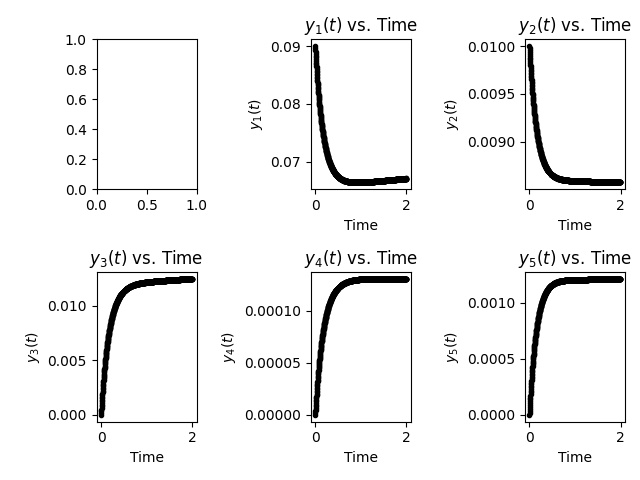 1.0
0.8
0.6
0.4
0.2
0.0
0.0 0.5 1.0
y₁(t) vs. Time
0.09
0.08
0.07
y₁(t)
0 2
Time
y₂(t) vs. Time
0.0100
0.0095
0.0090
y₂(t)
0 2
Time
y₃(t) vs. Time
0.010
0.005
0.000
y₃(t)
0 2
Time
y₄(t) vs. Time
0.00010
0.00005
0.00000
y₄(t)
0 2
Time
y₅(t) vs. Time
0.0010
0.0005
0.0000
y₅(t)
0 2
Time